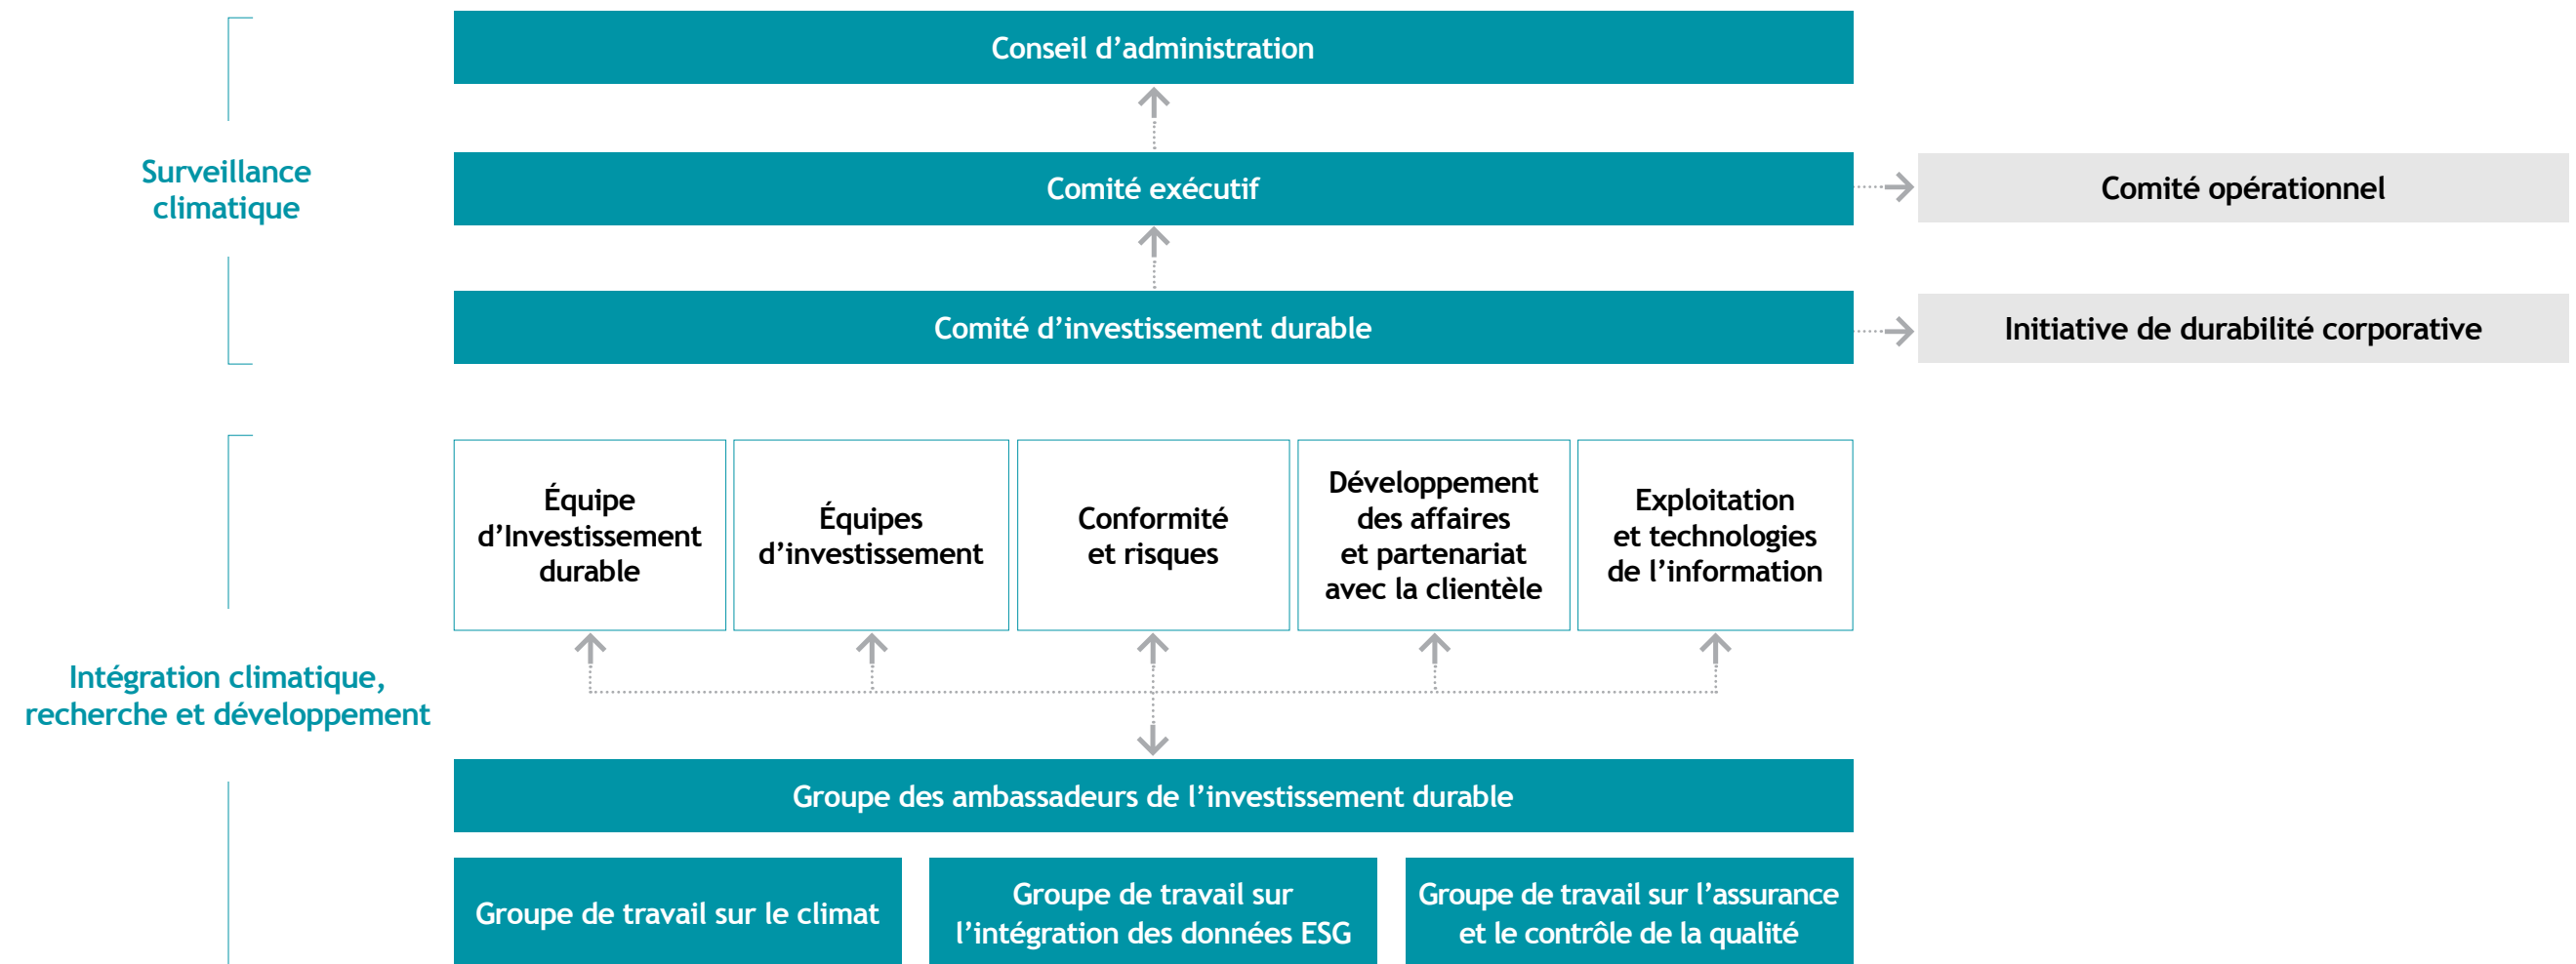 Conseil d’administration
Surveillance
climatique
Comité exécutif
Comité opérationnel
Comité d’investissement durable
Initiative de durabilité corporative
Équipe
d’Investissement
durable
Équipes
d’investissement
Conformité
et risques
Développement
des affaires
et partenariat
avec la clientèle
Exploitation
et technologies
de l’information
Intégration climatique,
recherche et développement
Groupe des ambassadeurs de l’investissement durable
Groupe de travail sur le climat
Groupe de travail sur
l’intégration des données ESG
Groupe de travail sur l’assurance
et le contrôle de la qualité